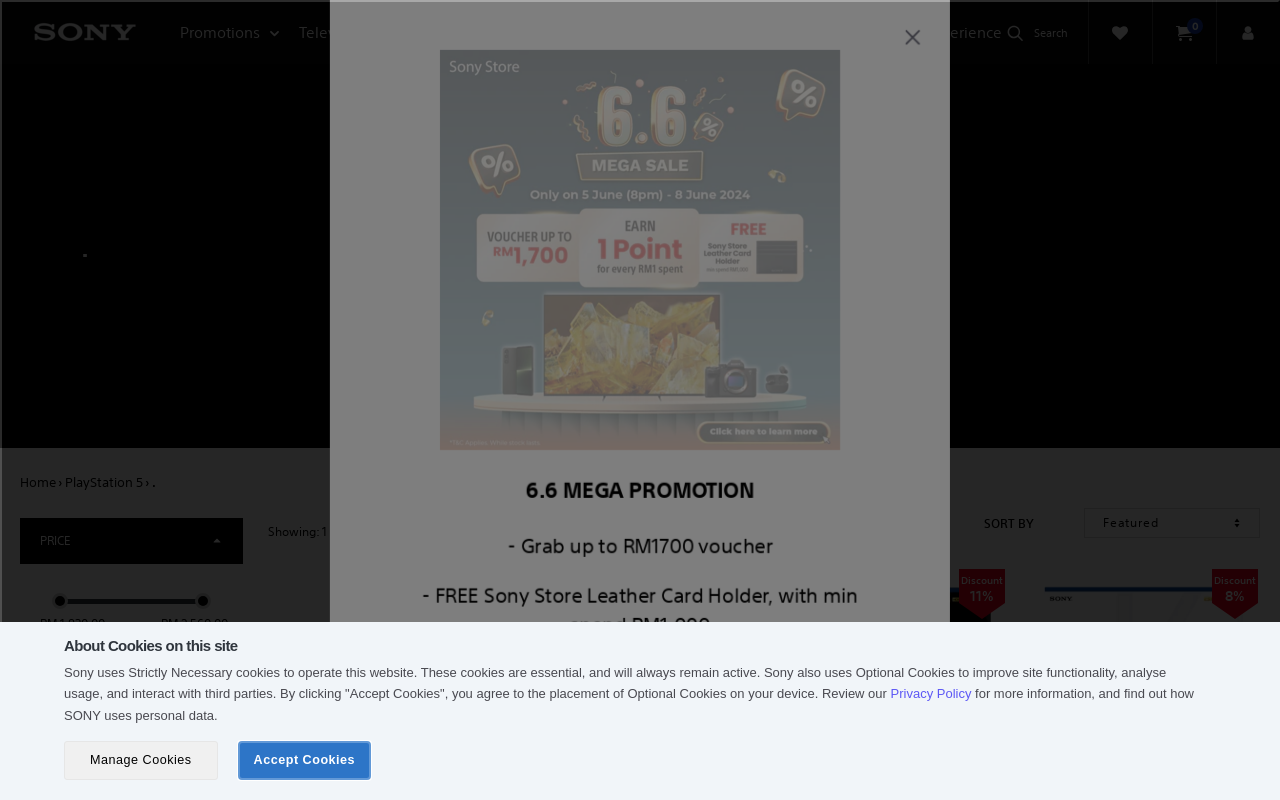 SONY
Promotions
erience
Search
0
Sony Store
6.6
MEGA SALE
Only on 5 June (8pm) - 8 June 2024
VOUCHER UP TO
RM1,700
EARN
1 Point
for every RM1 spent
FREE
Sony Store
Leather Card
Holder
Click here to learn more
6.6 MEGA PROMOTION
- Grab up to RM1700 voucher
- FREE Sony Store Leather Card Holder, with min
Home › PlayStation 5 › .
PRICE
Showing: 1
SORT BY
Featured
Discount
11%
Discount
8%
SONY
About Cookies on this site
Sony uses Strictly Necessary cookies to operate this website. These cookies are essential, and will always remain active. Sony also uses Optional Cookies to improve site functionality, analyse
usage, and interact with third parties. By clicking "Accept Cookies", you agree to the placement of Optional Cookies on your device. Review our Privacy Policy for more information, and find out how
SONY uses personal data.
Manage Cookies
Accept Cookies